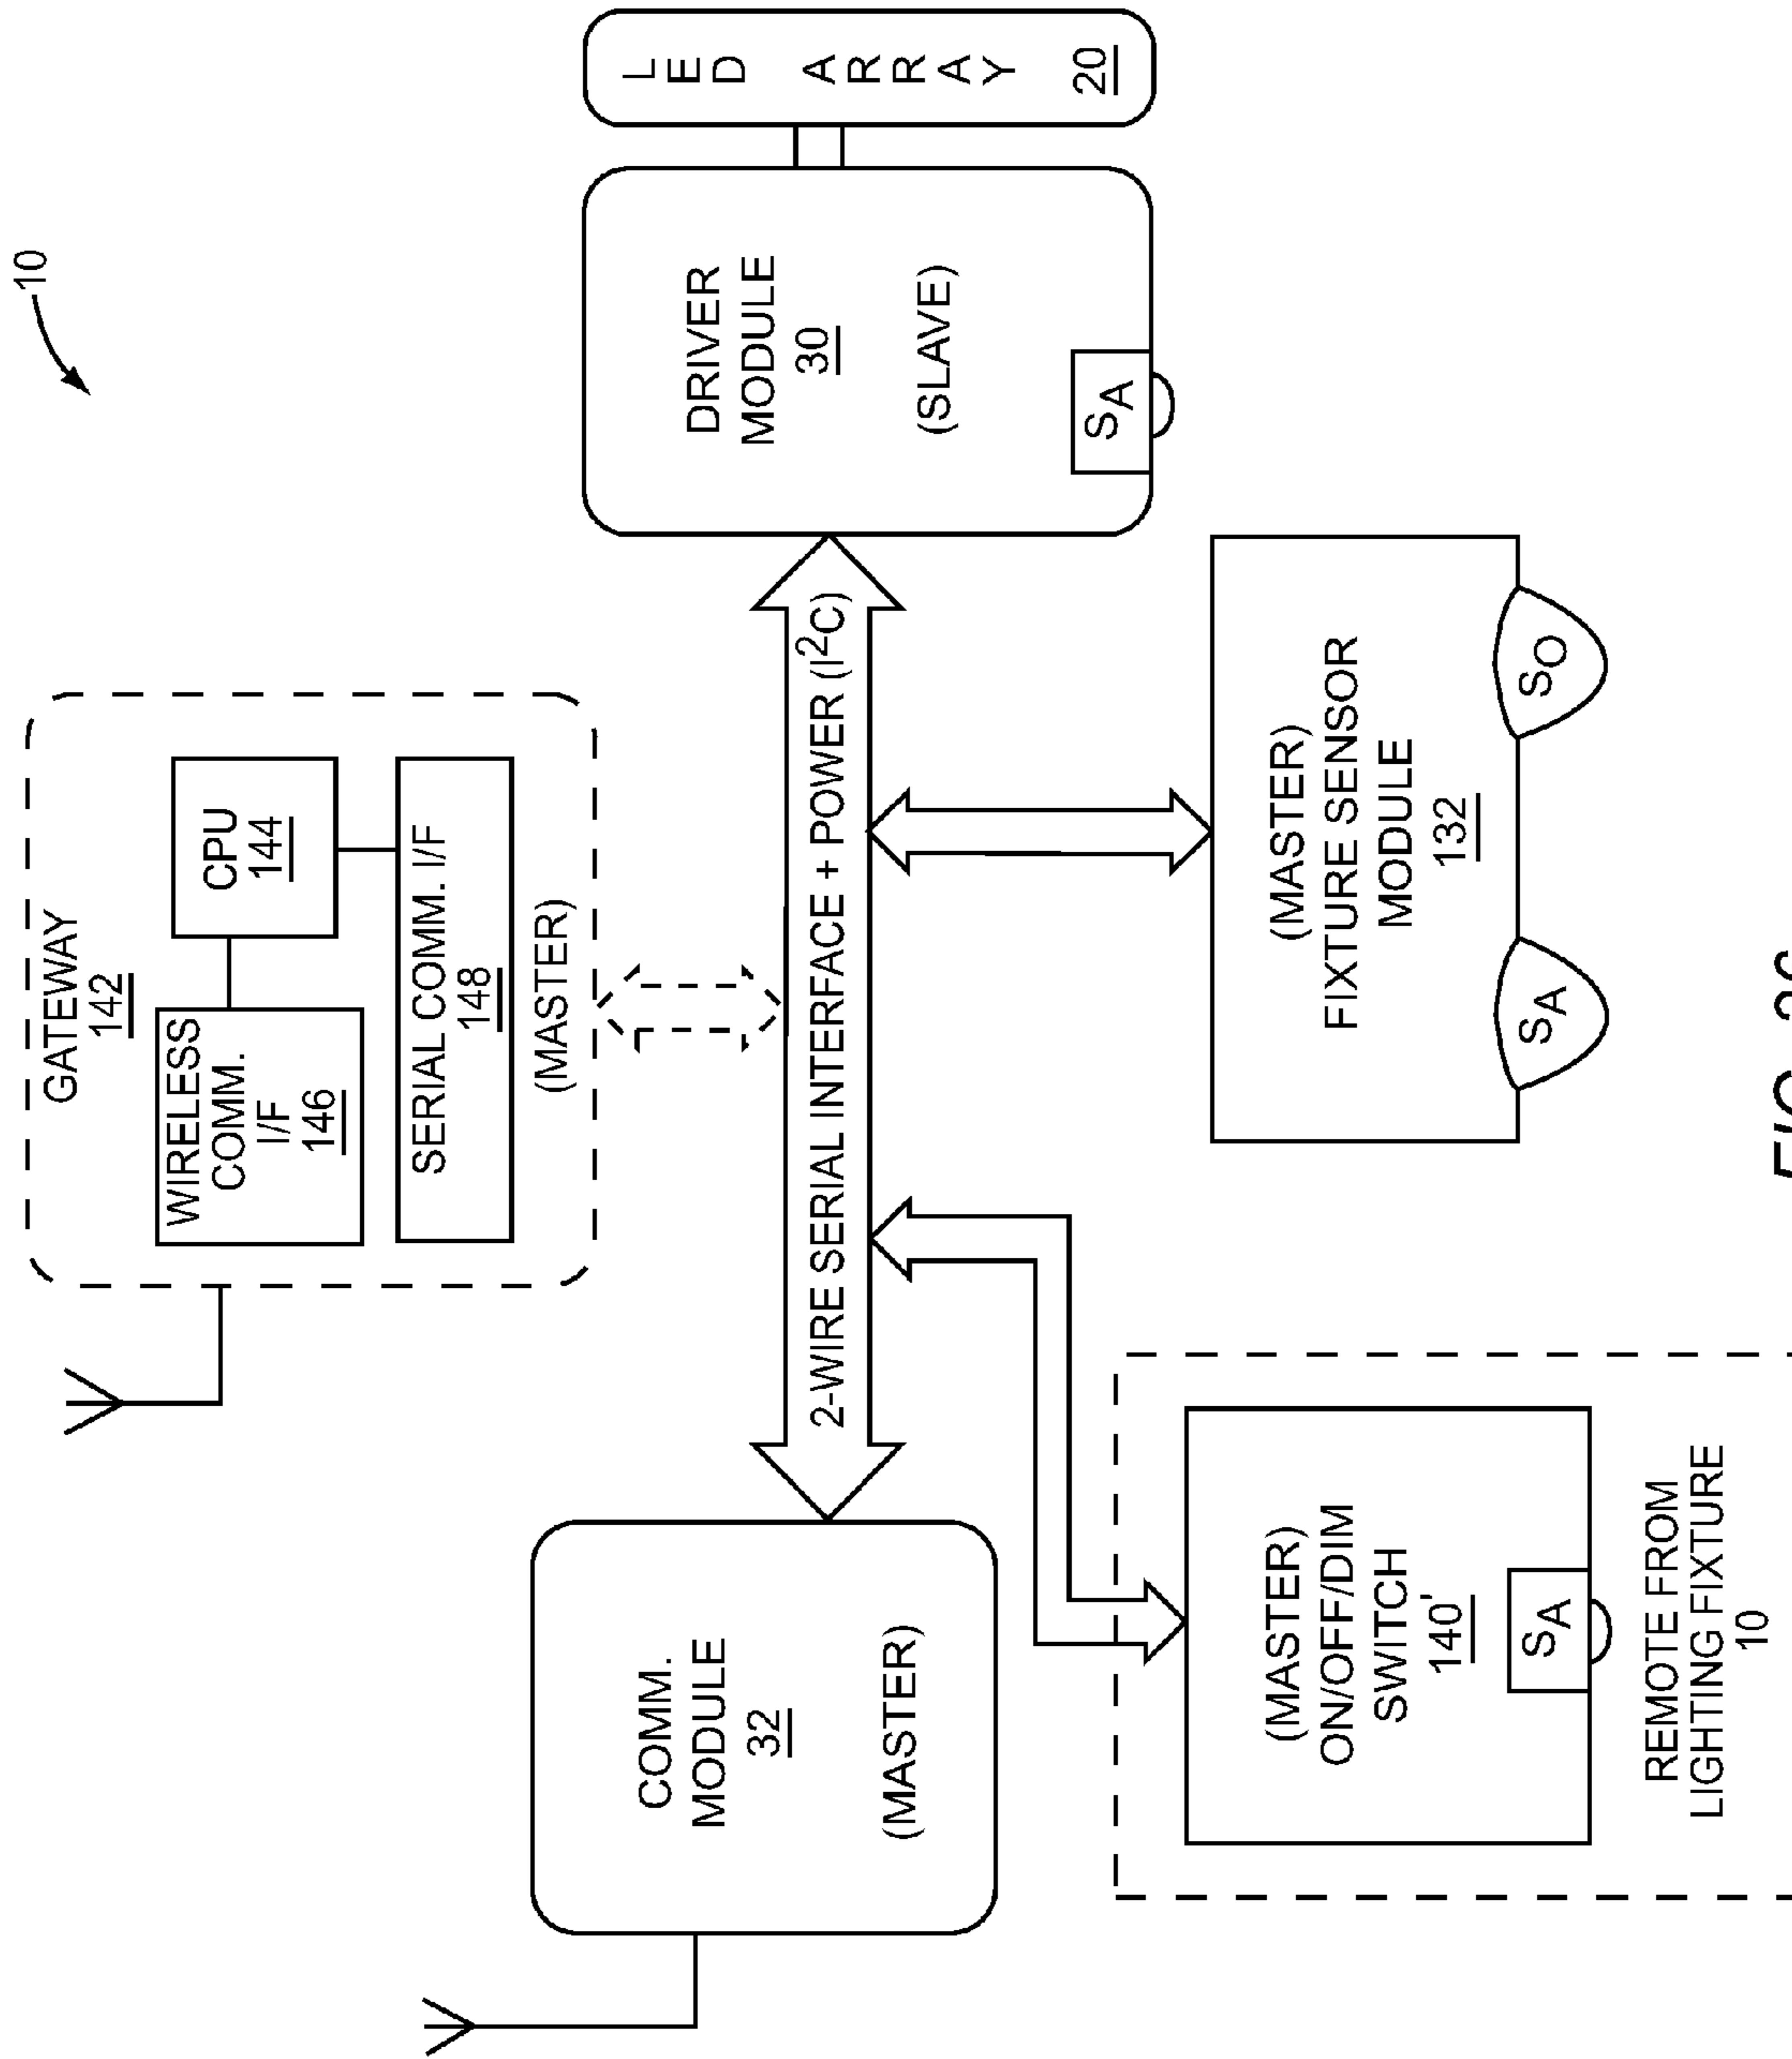 10
GATEWAY
142
WIRELESS
COMM.
I/F
146
CPU
144
SERIAL COMM. I/F
148
(MASTER)
COMM.
MODULE
32
(MASTER)
2-WIRE SERIAL INTERFACE + POWER (I²C)
DRIVER
MODULE
30
(SLAVE)
SA
LED ARRAY
20
(MASTER)
ON/OFF/DIM
SWITCH
140'
SA
REMOTE FROM
LIGHTING FIXTURE
10
(MASTER)
FIXTURE SENSOR
MODULE
132
SA
SO